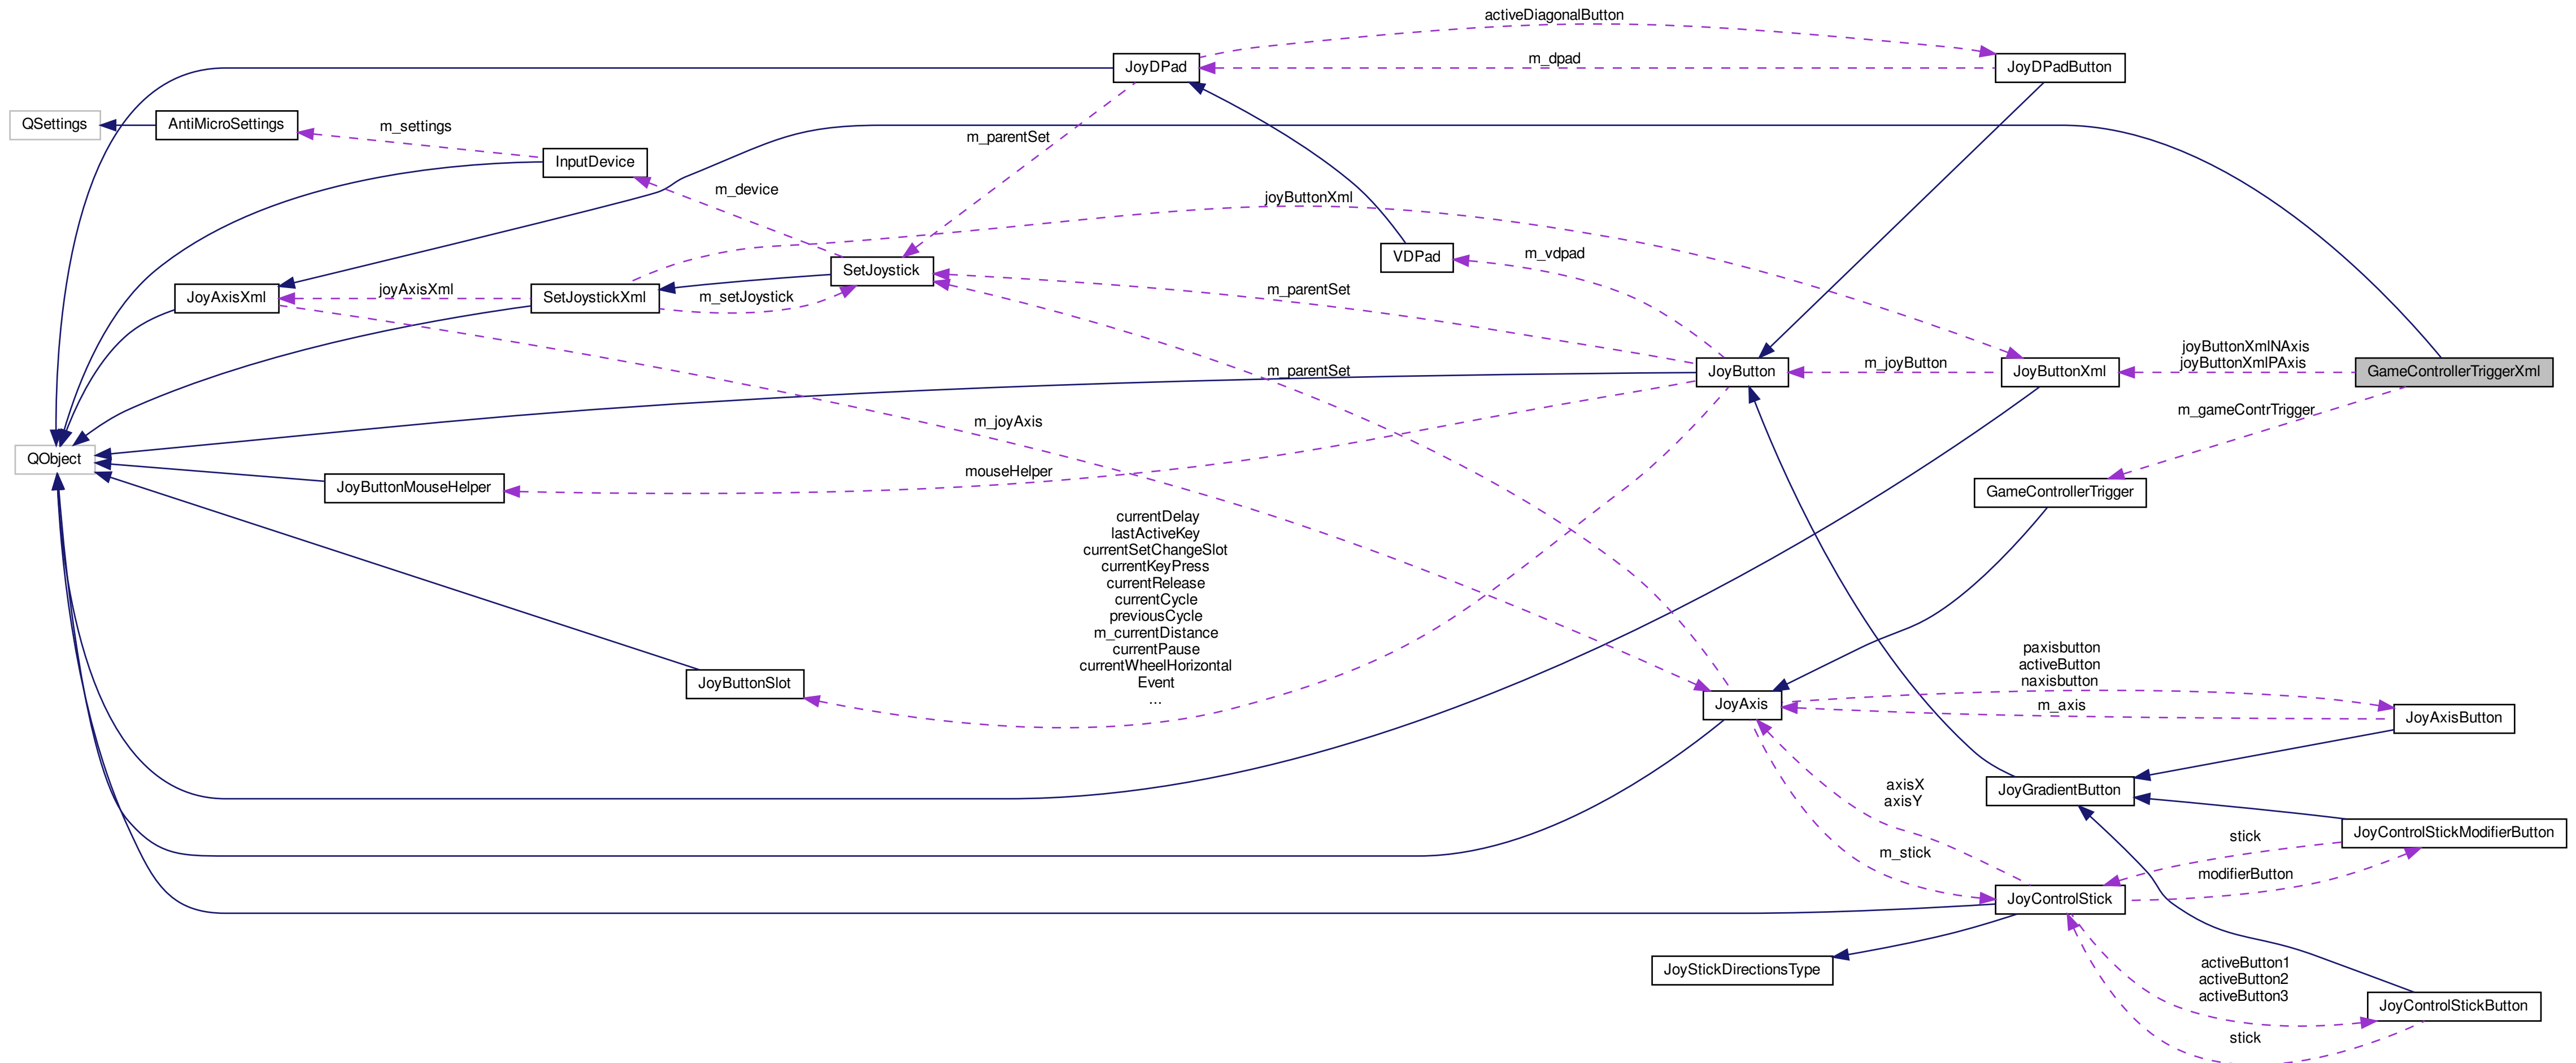 activeDiagonalButton
JoyDPad
m_dpad
JoyDPadButton
QSettings
AntiMicroSettings
m_settings
m_parentSet
InputDevice
m_device
joyButtonXml
VDPad
m_vdpad
SetJoystick
JoyAxisXml
joyAxisXml
SetJoystickXml
m_setJoystick
m_parentSet
joyButtonXmlNAxis
joyButtonXmlPAxis
m_parentSet
JoyButton
m_joyButton
JoyButtonXml
GameControllerTriggerXml
m_gameContrTrigger
m_joyAxis
QObject
mouseHelper
JoyButtonMouseHelper
GameControllerTrigger
currentDelay
lastActiveKey
currentSetChangeSlot
currentKeyPress
currentRelease
currentCycle
previousCycle
m_currentDistance
currentPause
currentWheelHorizontal
Event
...
JoyButtonSlot
paxisbutton
activeButton
naxisbutton
JoyAxis
m_axis
JoyAxisButton
axisX
axisY
JoyGradientButton
JoyControlStickModifierButton
stick
m_stick
modifierButton
JoyControlStick
JoyStickDirectionsType
activeButton1
activeButton2
activeButton3
JoyControlStickButton
stick